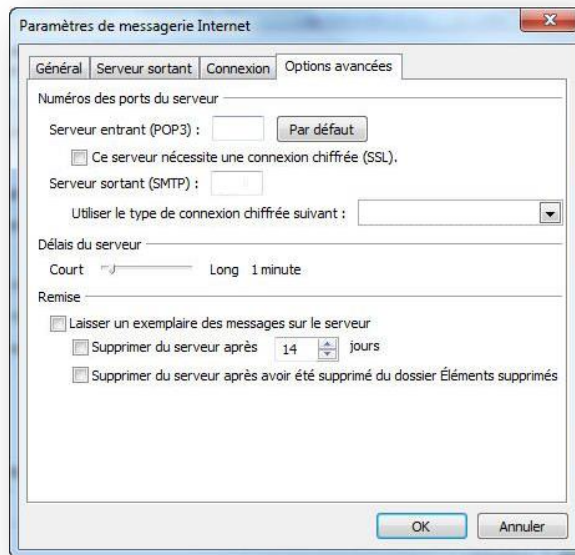 Paramètres de messagerie Internet
Général Serveur sortant Connexion Options avancées
Numéros des ports du serveur
Serveur entrant (POP3) : Par défaut
Ce serveur nécessite une connexion chiffrée (SSL).
Serveur sortant (SMTP) :
Utiliser le type de connexion chiffrée suivant :
Délais du serveur
Court Long 1 minute
Remise
Laisser un exemplaire des messages sur le serveur
Supprimer du serveur après 14 jours
Supprimer du serveur après avoir été supprimé du dossier Éléments supprimés
OK Annuler